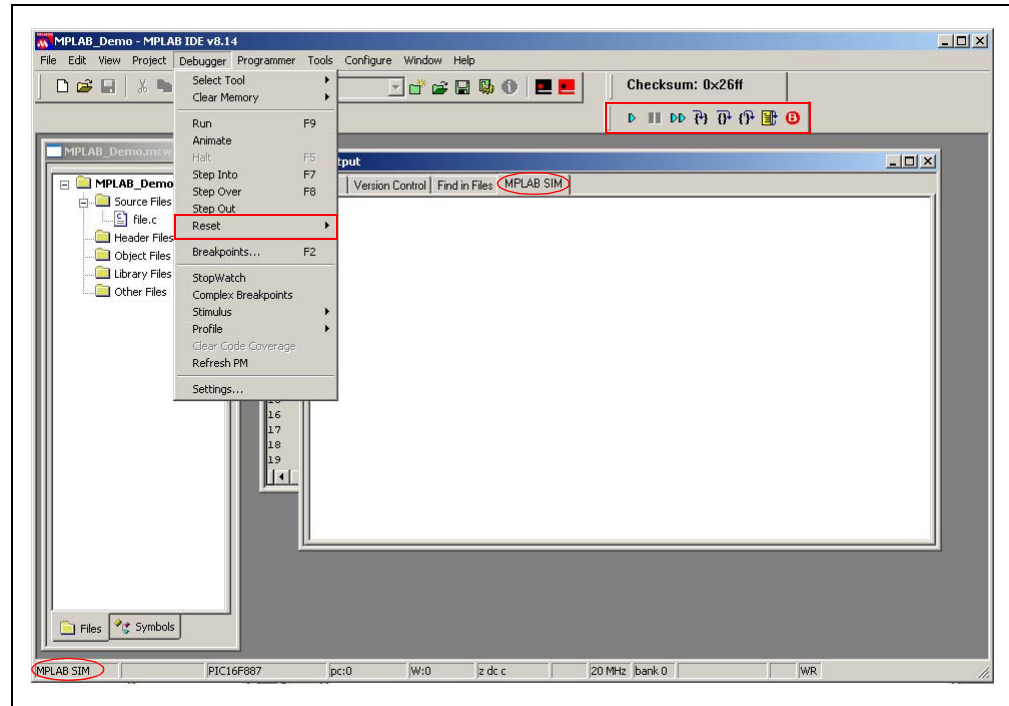 MPLAB_Demo - MPLAB IDE v8.14
File Edit View Project Debugger Programmer Tools Configure Window Help
Checksum: 0x26ff
Select Tool
Clear Memory
Run F9
Animate
Halt F5
Step Into F7
Step Over F8
Step Out
Reset
Breakpoints... F2
StopWatch
Complex Breakpoints
Stimulus
Profile
Clear Code Coverage
Refresh PM
Settings...
MPLAB_Demo.mcw
MPLAB_Demo
Source Files
file.c
Header Files
Object Files
Library Files
Other Files
Files Symbols
tput
Version Control Find in Files MPLAB SIM
16
17
18
19
MPLAB SIM PIC16F887 pc:0 W:0 z dc c 20 MHz bank 0 WR